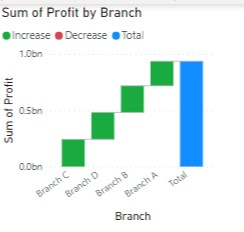 Sum of Profit by Branch
Increase Decrease Total
1.0bn
0.5bn
0.0bn
Sum of Profit
Branch C
Branch D
Branch B
Branch A
Total
Branch